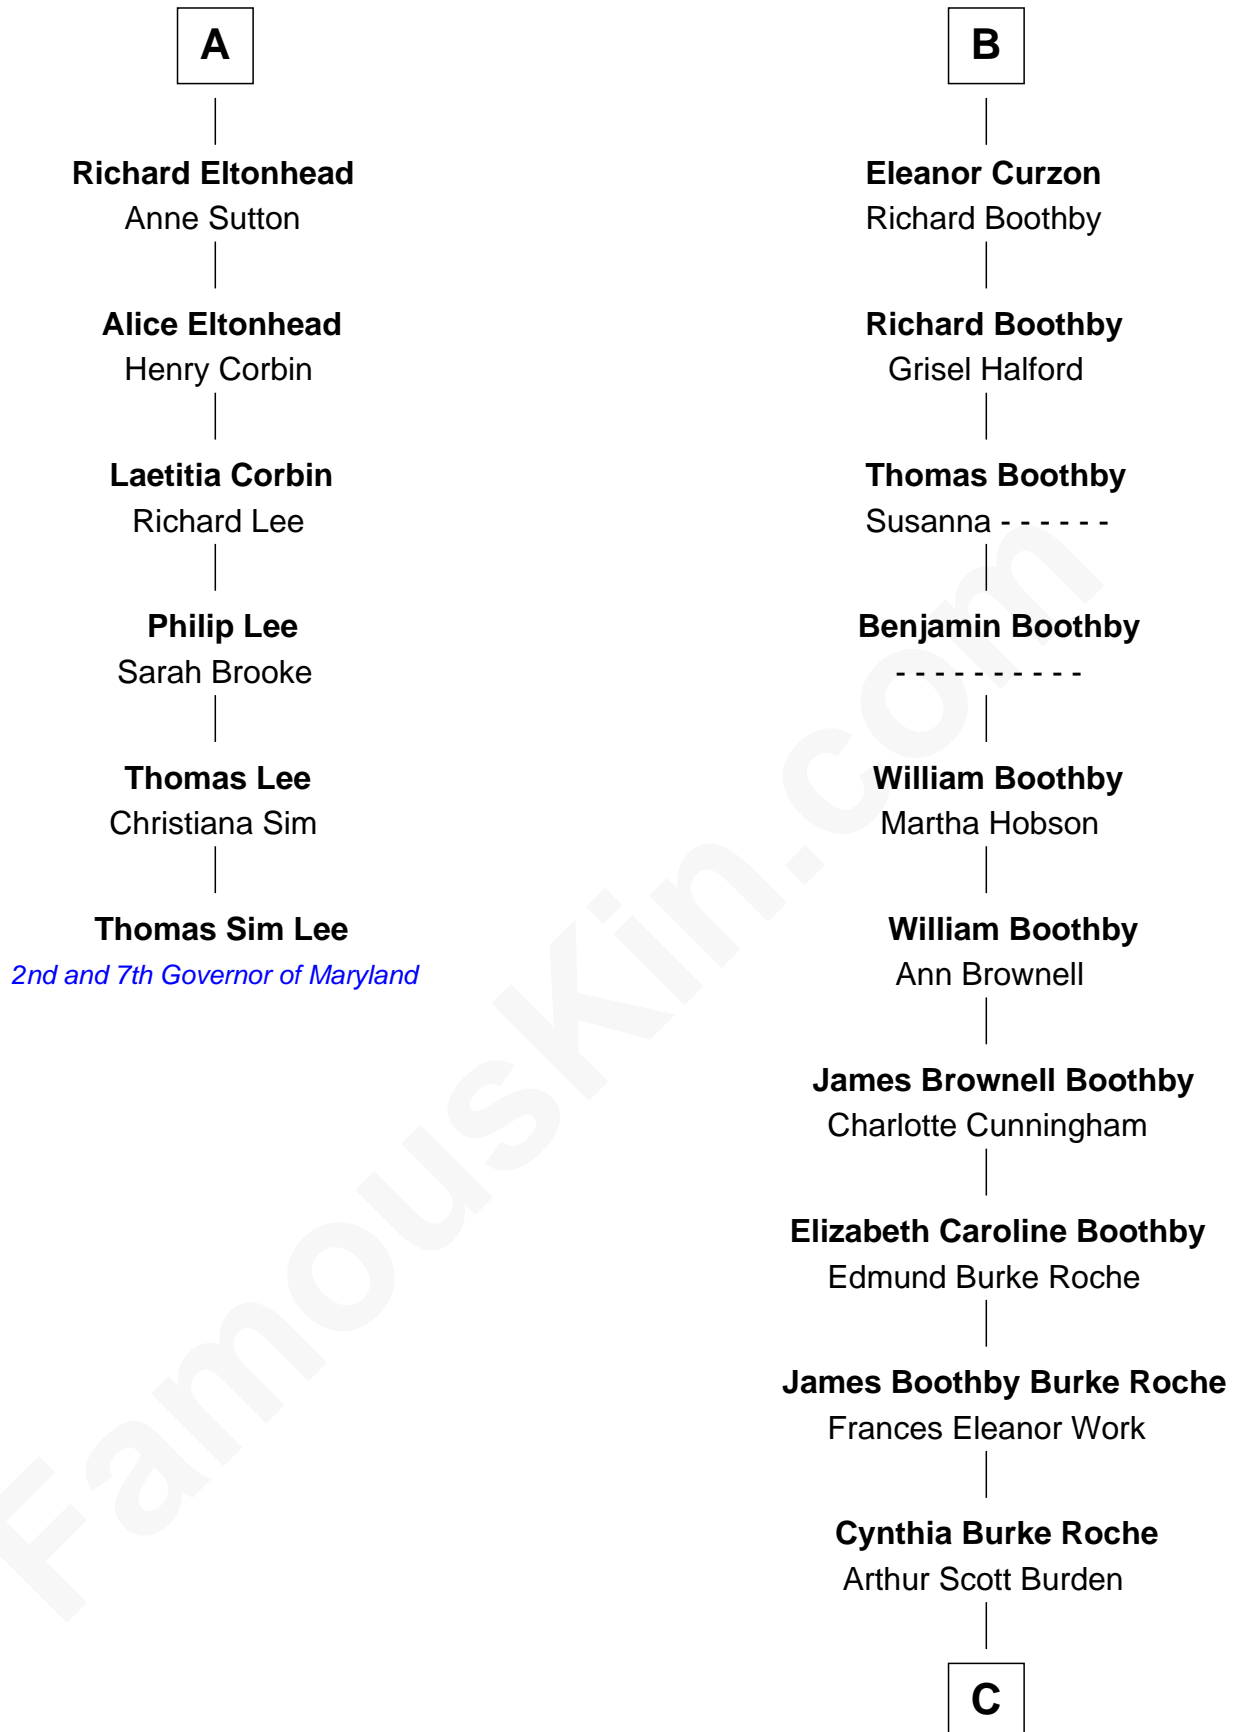 A
Richard Eltonhead
Anne Sutton
Alice Eltonhead
Henry Corbin
Laetitia Corbin
Richard Lee
Philip Lee
Sarah Brooke
Thomas Lee
Christiana Sim
Thomas Sim Lee
2nd and 7th Governor of Maryland
B
Eleanor Curzon
Richard Boothby
Richard Boothby
Grisel Halford
Thomas Boothby
Susanna - - - - - -
Benjamin Boothby
- - - - - - - - - -
William Boothby
Martha Hobson
William Boothby
Ann Brownell
James Brownell Boothby
Charlotte Cunningham
Elizabeth Caroline Boothby
Edmund Burke Roche
James Boothby Burke Roche
Frances Eleanor Work
Cynthia Burke Roche
Arthur Scott Burden
C
FamousKin.com